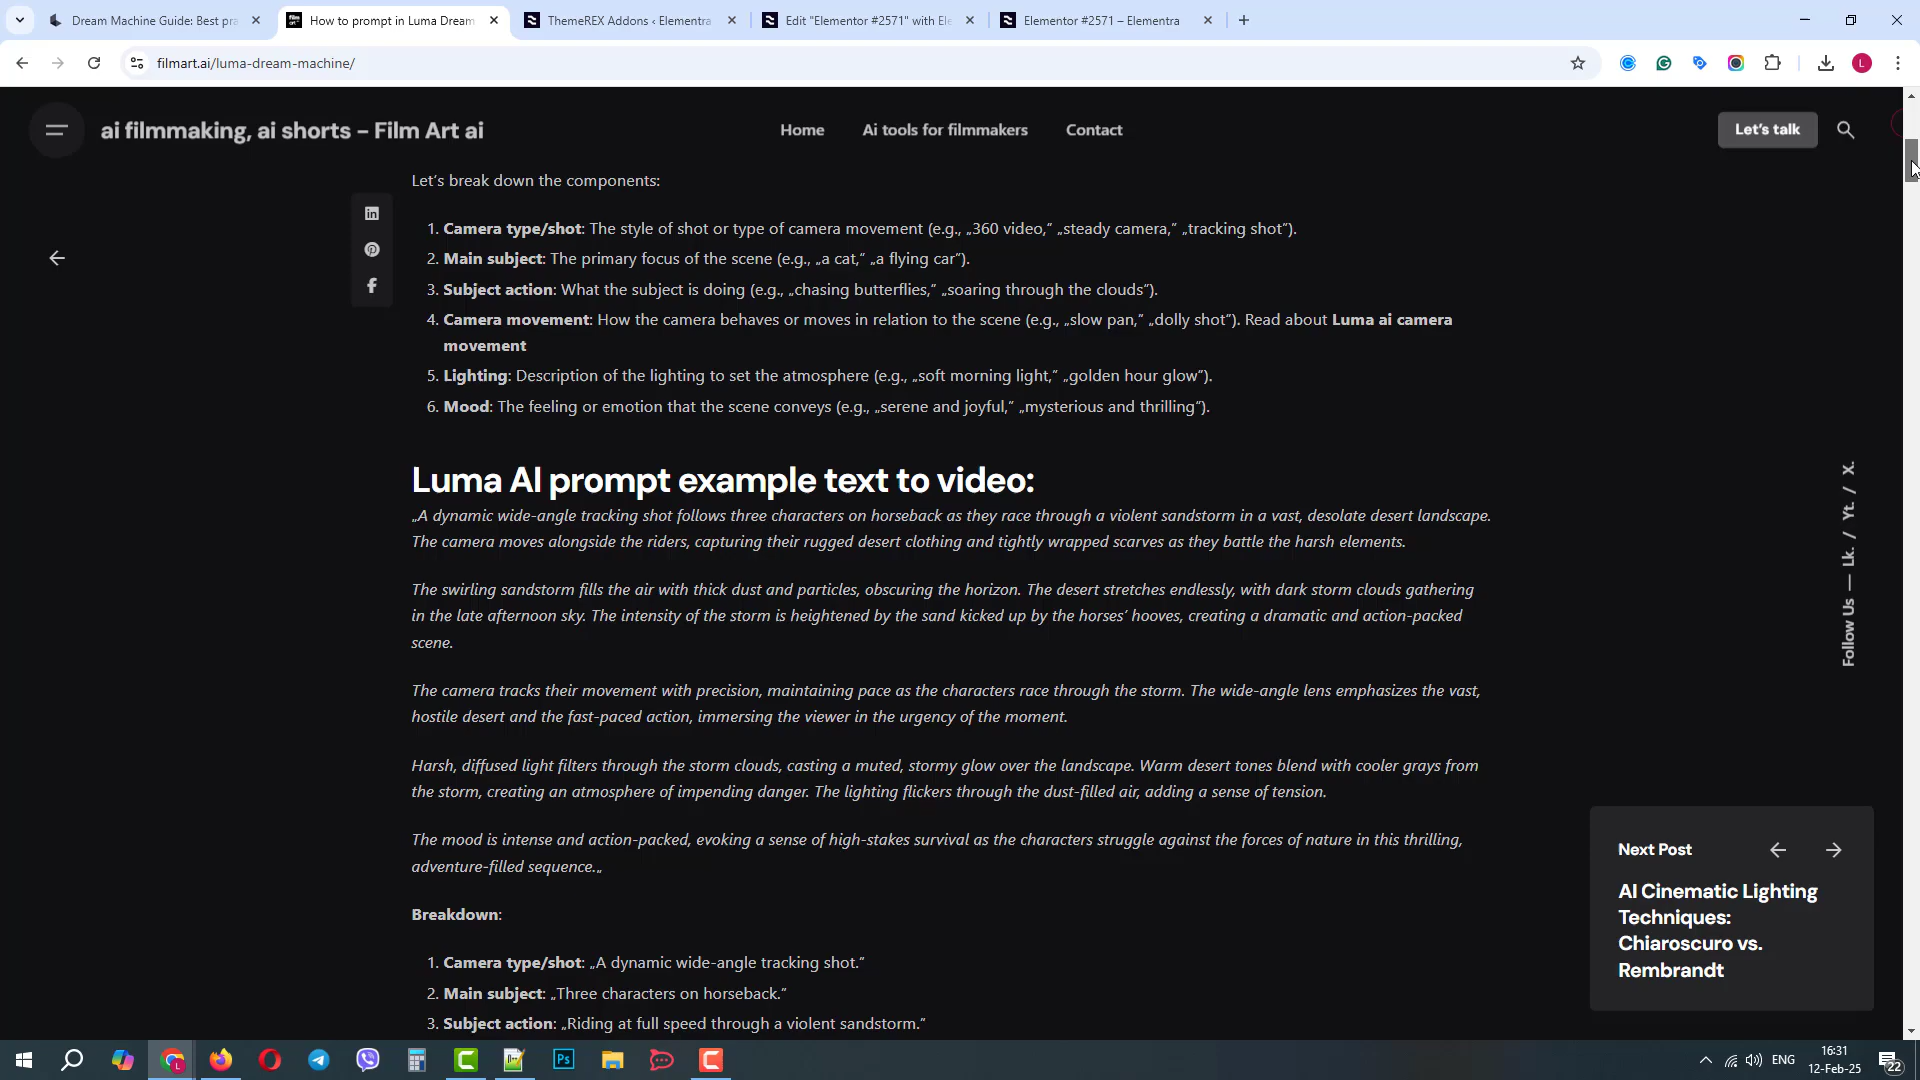 Dream Machine Guide: Best pra
How to prompt in Luma Dream
ThemeREX Addons ‹ Elementra
Edit "Elementor #2571" with Ele
Elementor #2571 – Elementra
filmart.ai/luma-dream-machine/
L
ai filmmaking, ai shorts – Film Art ai
Home
Ai tools for filmmakers
Contact
Let's talk
Let's break down the components:
1. Camera type/shot: The style of shot or type of camera movement (e.g., „360 video,“ „steady camera,“ „tracking shot“).
2. Main subject: The primary focus of the scene (e.g., „a cat,“ „a flying car“).
3. Subject action: What the subject is doing (e.g., „chasing butterflies,“ „soaring through the clouds“).
4. Camera movement: How the camera behaves or moves in relation to the scene (e.g., „slow pan,“ „dolly shot“). Read about Luma ai camera
movement
5. Lighting: Description of the lighting to set the atmosphere (e.g., „soft morning light,“ „golden hour glow“).
6. Mood: The feeling or emotion that the scene conveys (e.g., „serene and joyful,“ „mysterious and thrilling“).
Luma AI prompt example text to video:
„A dynamic wide-angle tracking shot follows three characters on horseback as they race through a violent sandstorm in a vast, desolate desert landscape.
The camera moves alongside the riders, capturing their rugged desert clothing and tightly wrapped scarves as they battle the harsh elements.
The swirling sandstorm fills the air with thick dust and particles, obscuring the horizon. The desert stretches endlessly, with dark storm clouds gathering
in the late afternoon sky. The intensity of the storm is heightened by the sand kicked up by the horses’ hooves, creating a dramatic and action-packed
scene.
The camera tracks their movement with precision, maintaining pace as the characters race through the storm. The wide-angle lens emphasizes the vast,
hostile desert and the fast-paced action, immersing the viewer in the urgency of the moment.
Harsh, diffused light filters through the storm clouds, casting a muted, stormy glow over the landscape. Warm desert tones blend with cooler grays from
the storm, creating an atmosphere of impending danger. The lighting flickers through the dust-filled air, adding a sense of tension.
The mood is intense and action-packed, evoking a sense of high-stakes survival as the characters struggle against the forces of nature in this thrilling,
adventure-filled sequence.„
Breakdown:
1. Camera type/shot: „A dynamic wide-angle tracking shot.“
2. Main subject: „Three characters on horseback.“
3. Subject action: „Riding at full speed through a violent sandstorm.“
Follow Us — Lk. / Yt. / X.
Next Post
AI Cinematic Lighting
Techniques:
Chiaroscuro vs.
Rembrandt
ENG
16:31
12-Feb-25
22